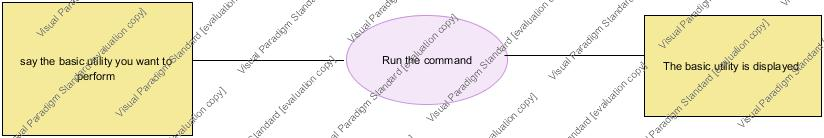 say the basic utility you want to
perform
Run the command
The basic utility is displayed
Visual Paradigm Standard [evaluation copy]